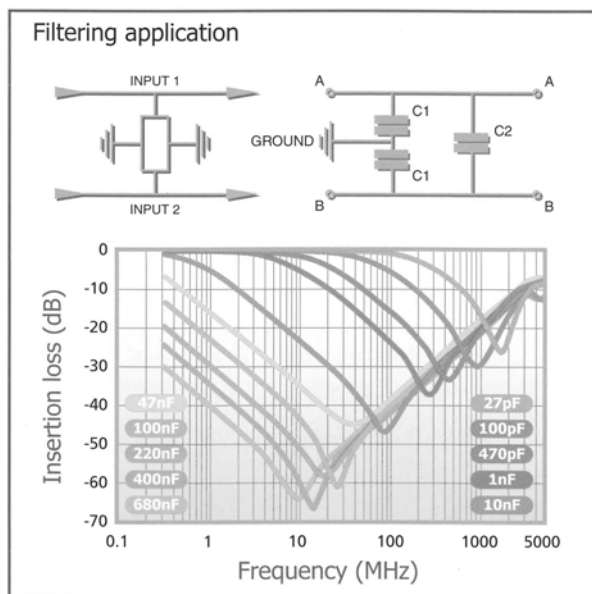 Filtering application
INPUT 1
INPUT 2
A
A
C1
GROUND
C2
C1
B
B
0
-10
-20
-30
-40
-50
-60
-70
Insertion loss (dB)
47nF
100nF
220nF
400nF
680nF
27pF
100pF
470pF
1nF
10nF
0.1
1
10
100
1000
5000
Frequency (MHz)